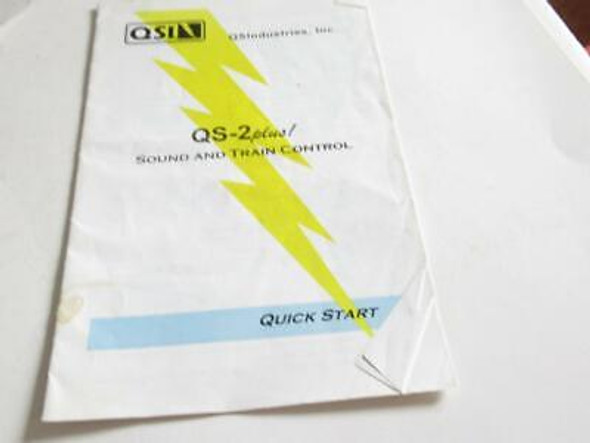 QSI
QSIndustries, Inc
QS-2plus!
SOUND AND TRAIN CONTROL
QUICK START